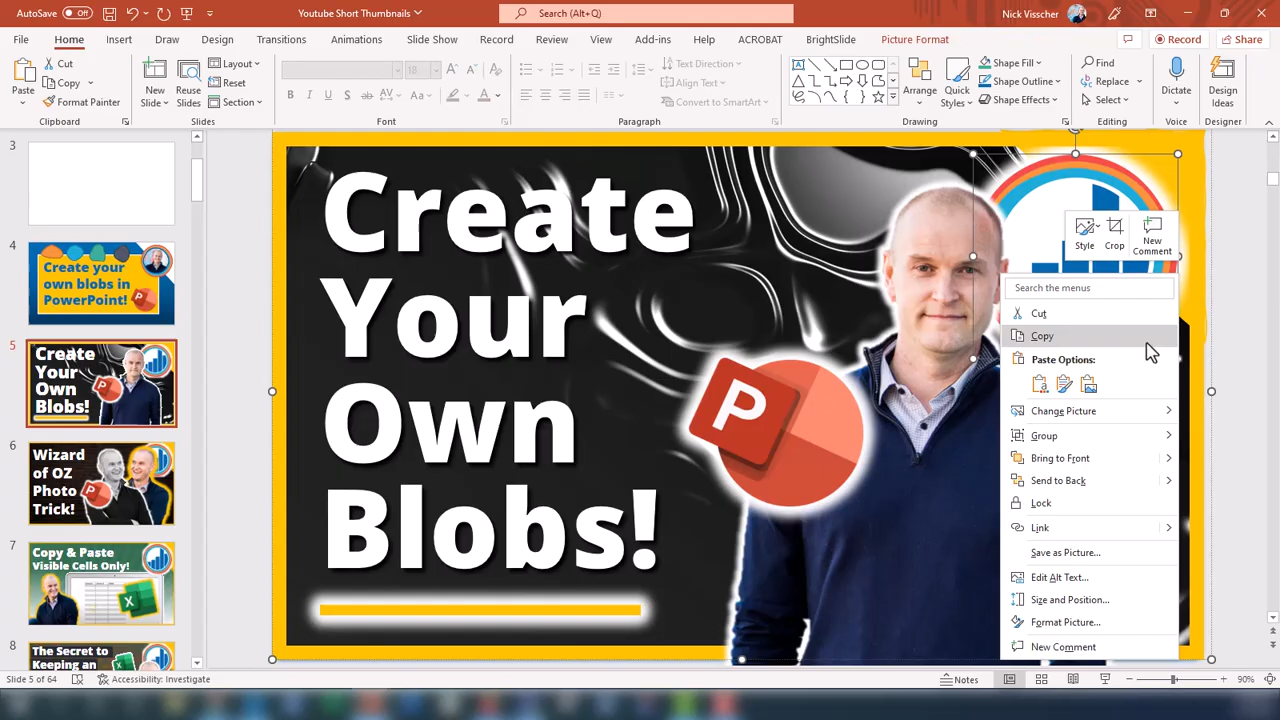 AutoSave Off
Youtube Short Thumbnails
Search (Alt+Q)
Nick Visscher
File Home Insert Draw Design Transitions Animations Slide Show Record Review View Add-ins Help ACROBAT BrightSlide Picture Format
Record Share
Paste
Cut
Copy
Format Painter
Clipboard
New Slide
Reuse Slides
Layout
Reset
Section
Slides
18
Font
Text Direction
Align Text
Convert to SmartArt
Paragraph
Arrange
Quick Styles
Shape Fill
Shape Outline
Shape Effects
Drawing
Find
Replace
Select
Editing
Dictate
Voice
Design Ideas
Designer
3
4
Create your
own blobs in
PowerPoint!
5
Create
Your
Own
Blobs!
6
Wizard
of OZ
Photo
Trick!
7
Copy & Paste
Visible Cells Only!
8
The Secret to
Keeping an
Create
Your
Own
Blobs!
P
Style
Crop
New Comment
Search the menus
Cut
Copy
Paste Options:
Change Picture
Group
Bring to Front
Send to Back
Lock
Link
Save as Picture...
Edit Alt Text...
Size and Position...
Format Picture...
New Comment
Slide 5 of 64
Accessibility: Investigate
Notes
90%